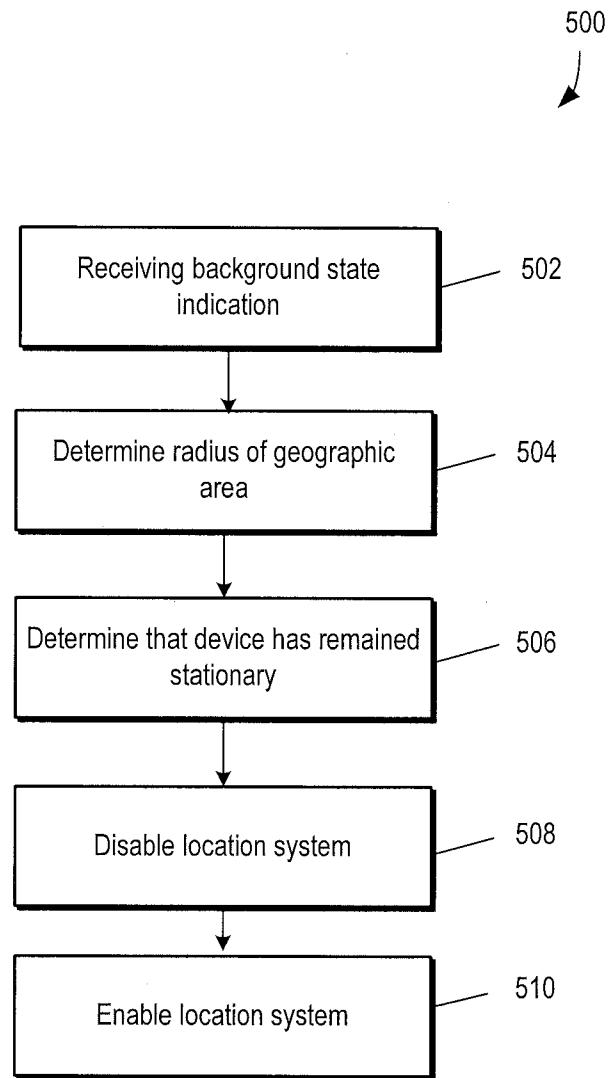 500
Receiving background state
indication
502
Determine radius of geographic
area
504
Determine that device has remained
stationary
506
Disable location system
508
Enable location system
510